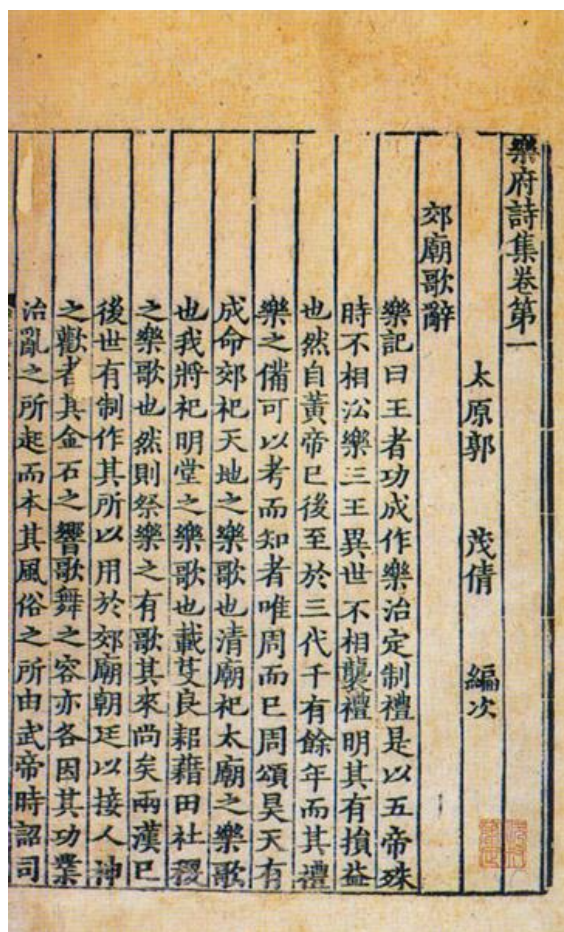 樂府詩集卷第一
太原郭 茂倩 編次
郊廟歌辭
樂記曰王者功成作樂治定制禮是以五帝殊
時不相㳂樂三王異世不相襲禮明其有損益
也然自黃帝已後至於三代千有餘年而其禮
樂之備可以考而知者唯周而已周頌昊天有
成命郊祀天地之樂歌也清廟祀太廟之樂歌
也我將祀明堂之樂歌也載芟良耜藉田社稷
之樂歌也然則祭樂之有歌其來尚矣兩漢已
後世有制作其所以用於郊廟朝廷以接人神
之歡者其金石之響歌舞之容亦各因其功業
治亂之所起而本其風俗之所由武帝時詔司